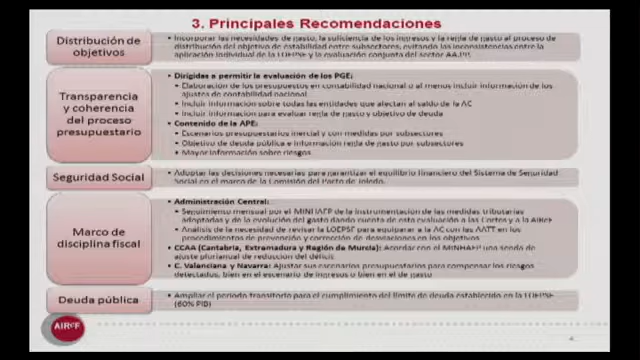 3. Principales Recomendaciones
Distribución de
objetivos
• Incorporar las necesidades de gasto, la suficiencia de los ingresos y la regla de gasto al proceso de
distribución del objetivo de estabilidad entre subsectores, evitando las inconsistencias entre la
aplicación individual de la LOEPSF y la evaluación conjunta del sector AA.PP.
Transparencia
y coherencia
del proceso
presupuestario
• Dirigidas a permitir la evaluación de los PGE:
• Elaboración de los presupuestos en contabilidad nacional o al menos incluir información de los
ajustes de contabilidad nacional
• Incluir información sobre todas las entidades que afectan al saldo de la AC
• Incluir información para evaluar regla de gasto y objetivo de deuda
• Contenido de la APE:
• Escenarios presupuestarios inercial y con medidas por subsectores
• Objetivo de deuda pública e información regla de gasto por subsectores
• Mayor información sobre riesgos
Seguridad Social
• Adoptar las decisiones necesarias para garantizar el equilibrio financiero del Sistema de Seguridad
Social en el marco de la Comisión del Pacto de Toledo.
Marco de
disciplina fiscal
• Administración Central:
• Seguimiento mensual por el MINHAFP de la instrumentación de las medidas tributarias
adoptadas y de la evolución del gasto dando cuenta de esta evaluación a las Cortes y a la AIReF
• Análisis de la necesidad de revisar la LOEPSF para equiparar a la AC con las AATT en los
procedimientos de prevención y corrección de desviaciones en los objetivos
• CCAA (Cantabria, Extremadura y Región de Murcia): Acordar con el MINHAFP una senda de
ajuste plurianual de reducción del déficit
• C. Valenciana y Navarra: Ajustar sus escenarios presupuestarios para compensar los riesgos
detectados, bien en el escenario de ingresos o bien en el de gasto
Deuda pública
• Ampliar el periodo transitorio para el cumplimiento del límite de deuda establecido en la LOEPSF
(60% PIB)
AIReF